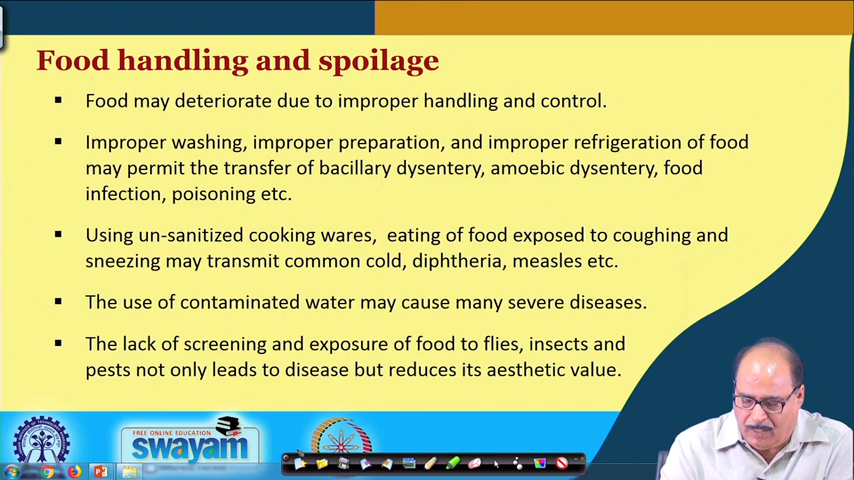 Food handling and spoilage
▪ Food may deteriorate due to improper handling and control.
▪ Improper washing, improper preparation, and improper refrigeration of food
may permit the transfer of bacillary dysentery, amoebic dysentery, food
infection, poisoning etc.
▪ Using un-sanitized cooking wares, eating of food exposed to coughing and
sneezing may transmit common cold, diphtheria, measles etc.
▪ The use of contaminated water may cause many severe diseases.
▪ The lack of screening and exposure of food to flies, insects and
pests not only leads to disease but reduces its aesthetic value.
FREE ONLINE EDUCATION
swayam